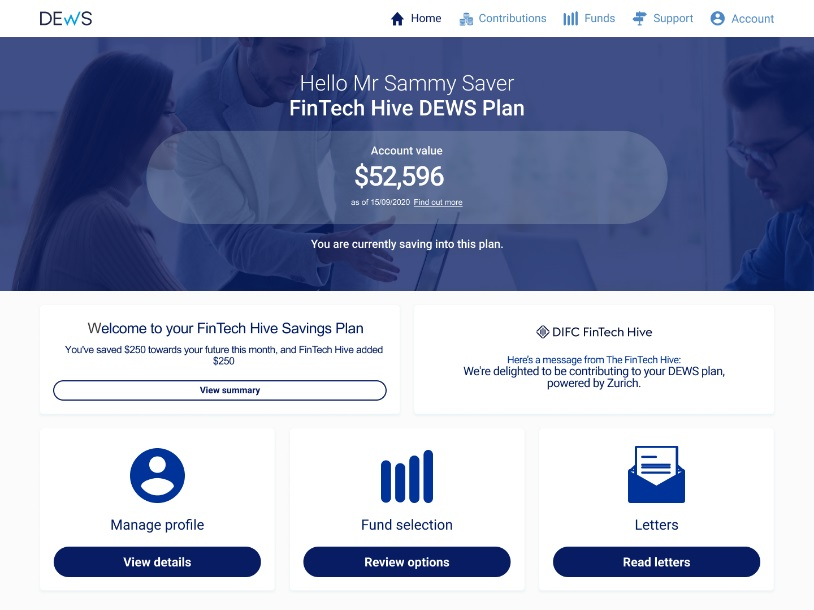 DEWS
Home
Contributions
Funds
Support
Account
Hello Mr Sammy Saver
FinTech Hive DEWS Plan
Account value
$52,596
as of 15/09/2020 Find out more
You are currently saving into this plan.
Welcome to your FinTech Hive Savings Plan
You've saved $250 towards your future this month, and FinTech Hive added
$250
View summary
DIFC FinTech Hive
Here's a message from The FinTech Hive:
We're delighted to be contributing to your DEWS plan,
powered by Zurich.
Manage profile
View details
Fund selection
Review options
Letters
Read letters